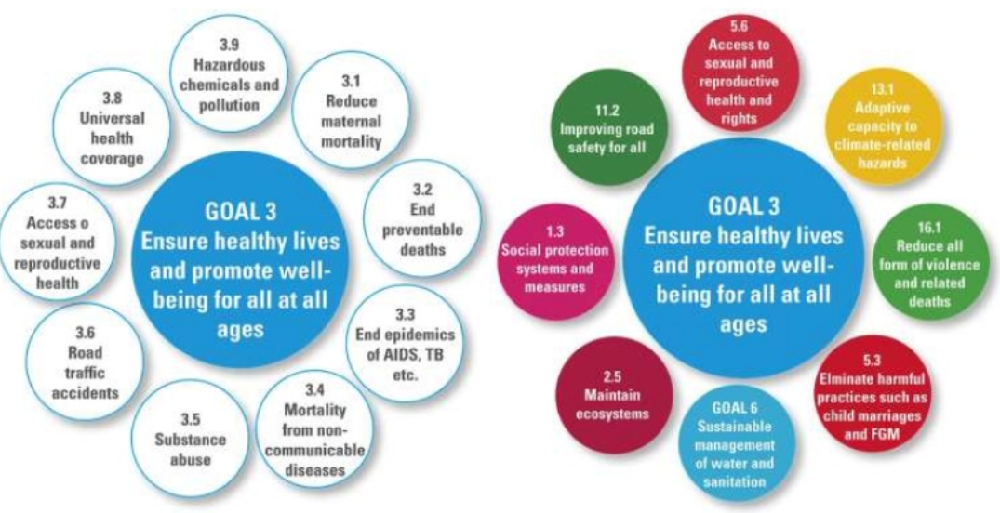 3.9
Hazardous
chemicals and
pollution
3.1
Reduce
maternal
mortality
3.2
End
preventable
deaths
3.3
End epidemics
of AIDS, TB
etc.
3.4
Mortality
from non-
communicable
diseases
3.5
Substance
abuse
3.6
Road
traffic
accidents
3.7
Access o
sexual and
reproductive
health
3.8
Universal
health
coverage
GOAL 3
Ensure healthy lives
and promote well-
being for all at all
ages
5.6
Access to
sexual and
reproductive
health and
rights
13.1
Adaptive
capacity to
climate-related
hazards
16.1
Reduce all
form of violence
and related
deaths
5.3
Elminate harmful
practices such as
child marriages
and FGM
GOAL 6
Sustainable
management
of water and
sanitation
2.5
Maintain
ecosystems
1.3
Social protection
systems and
measures
11.2
Improving road
safety for all
GOAL 3
Ensure healthy lives
and promote well-
being for all at all
ages